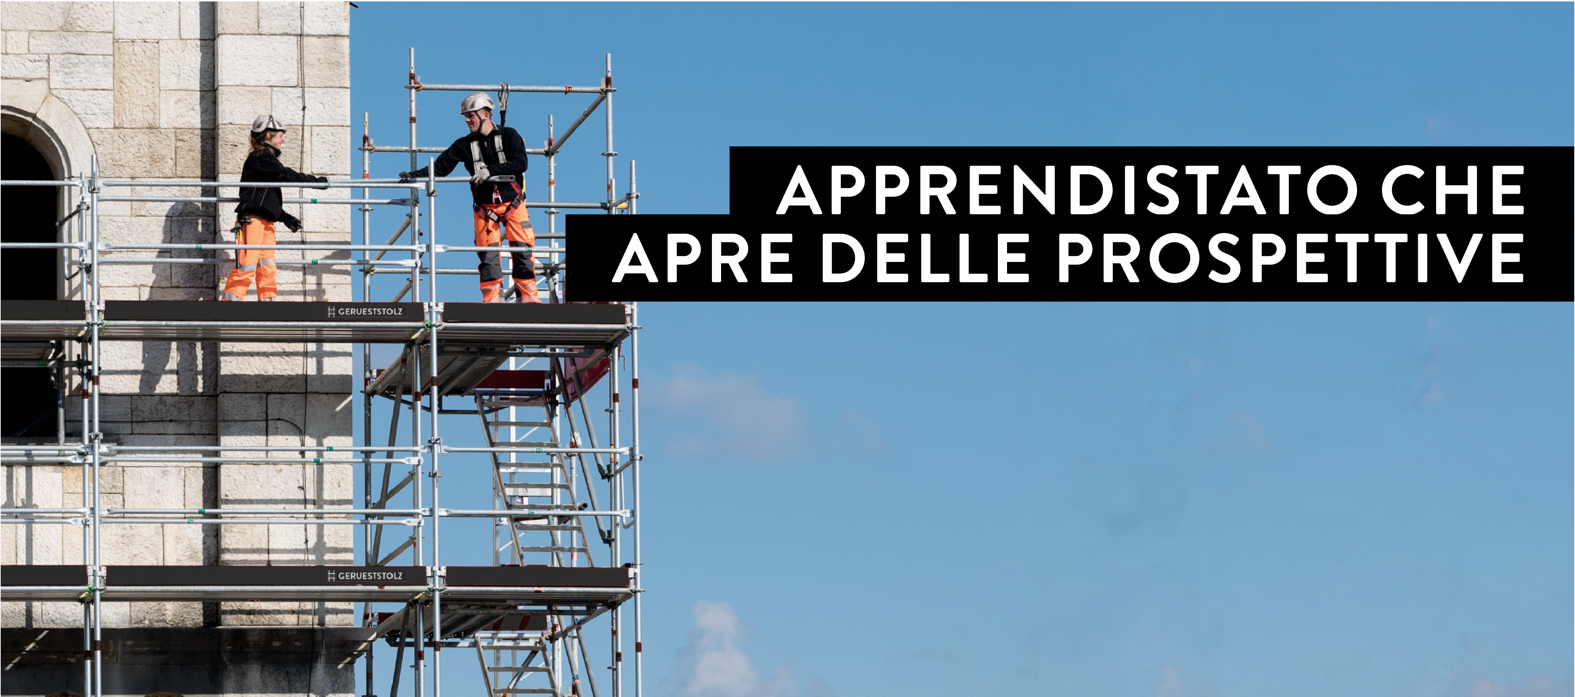 APPRENDISTATO CHE
APRE DELLE PROSPETTIVE
GERUESTSTOLZ
GERUESTSTOLZ